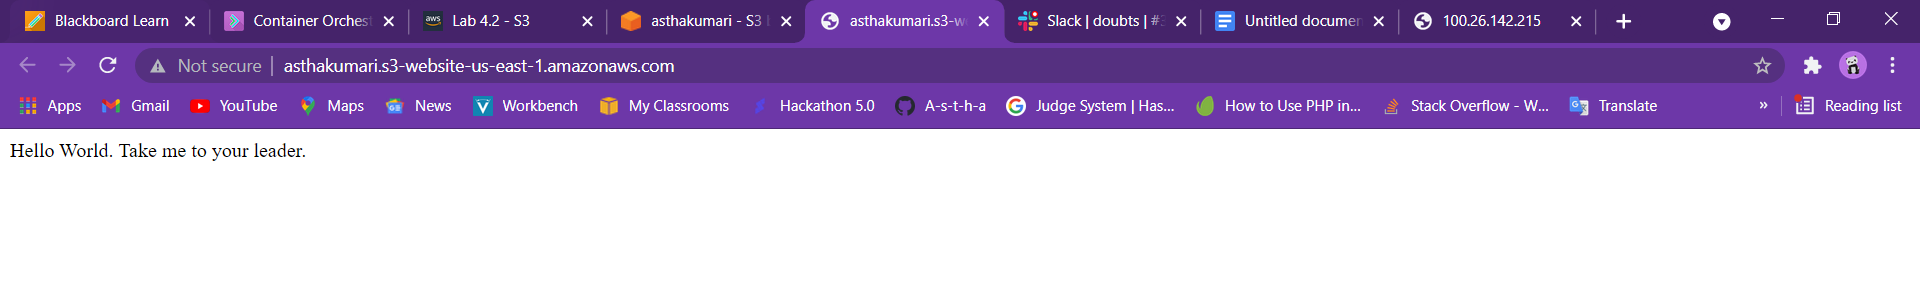 Blackboard Learn Container Orchest Lab 4.2 - S3 asthakumari - S3 asthakumari.s3-w Slack | doubts | # Untitled documen 100.26.142.215
Not secure asthakumari.s3-website-us-east-1.amazonaws.com
Apps Gmail YouTube Maps News Workbench My Classrooms Hackathon 5.0 A-s-t-h-a Judge System | Has... How to Use PHP in... Stack Overflow - W... Translate » Reading list
Hello World. Take me to your leader.